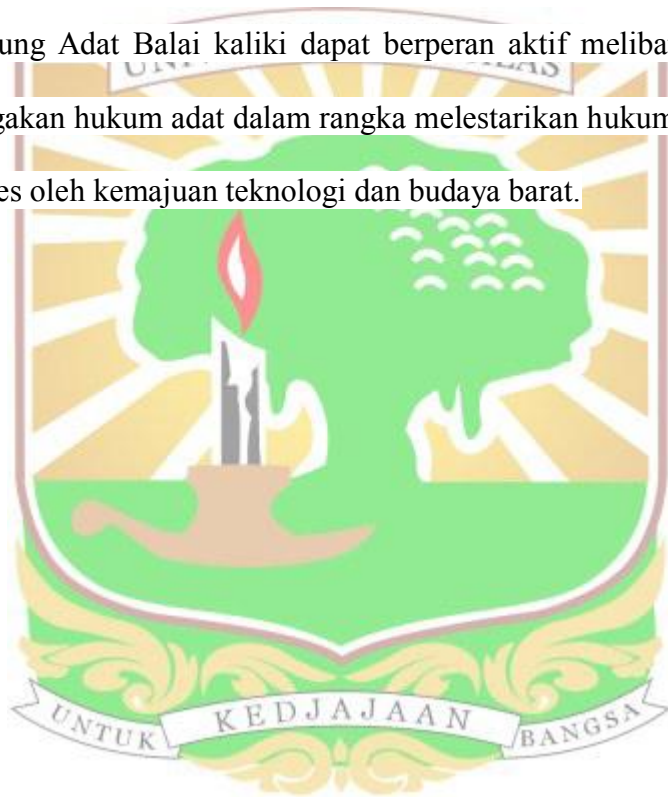 ung Adat Balai kaliki dapat berperan aktif meliba
gakan hukum adat dalam rangka melestarikan hukum
es oleh kemajuan teknologi dan budaya barat.
UNTUK KEDJAJAAN BANGSA